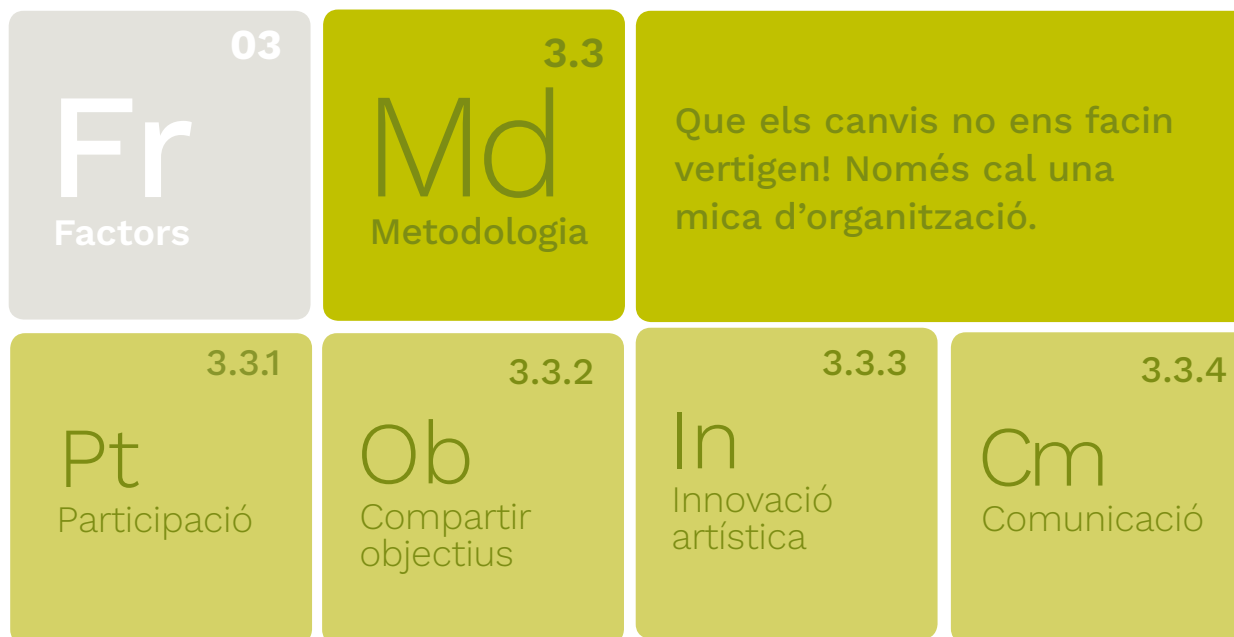 03
Fr
Factors
3.3
Md
Metodologia
Que els canvis no ens facin
vertigen! Només cal una
mica d’organització.
3.3.1
Pt
Participació
3.3.2
Ob
Compartir
objectius
3.3.3
In
Innovació
artística
3.3.4
Cm
Comunicació